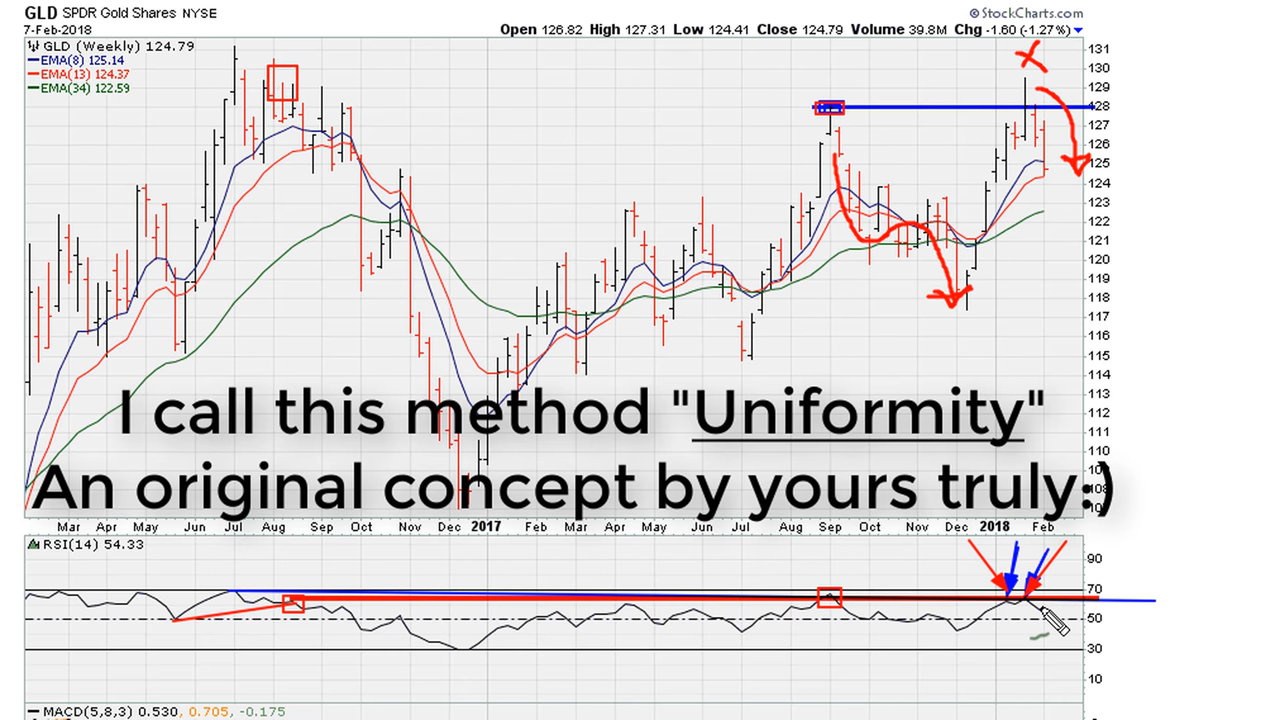 GLD SPDR Gold Shares NYSE
© StockCharts.com
7-Feb-2018
Open 126.82 High 127.31 Low 124.41 Close 124.79 Volume 39.8M Chg -1.60 (-1.27%)
GLD (Weekly) 124.79
EMA(8) 125.14
EMA(13) 124.37
EMA(34) 122.59
131
130
129
128
127
126
125
124
123
122
121
120
119
118
117
116
115
114
113
112
111
110
I call this method "Uniformity"
An original concept by yours truly:)
Mar Apr May Jun Jul Aug Sep Oct Nov Dec 2017 Feb Mar Apr May Jun Jul Aug Sep Oct Nov Dec 2018 Feb
RSI(14) 54.33
90
70
50
30
10
MACD(5,8,3) 0.530, 0.705, -0.175